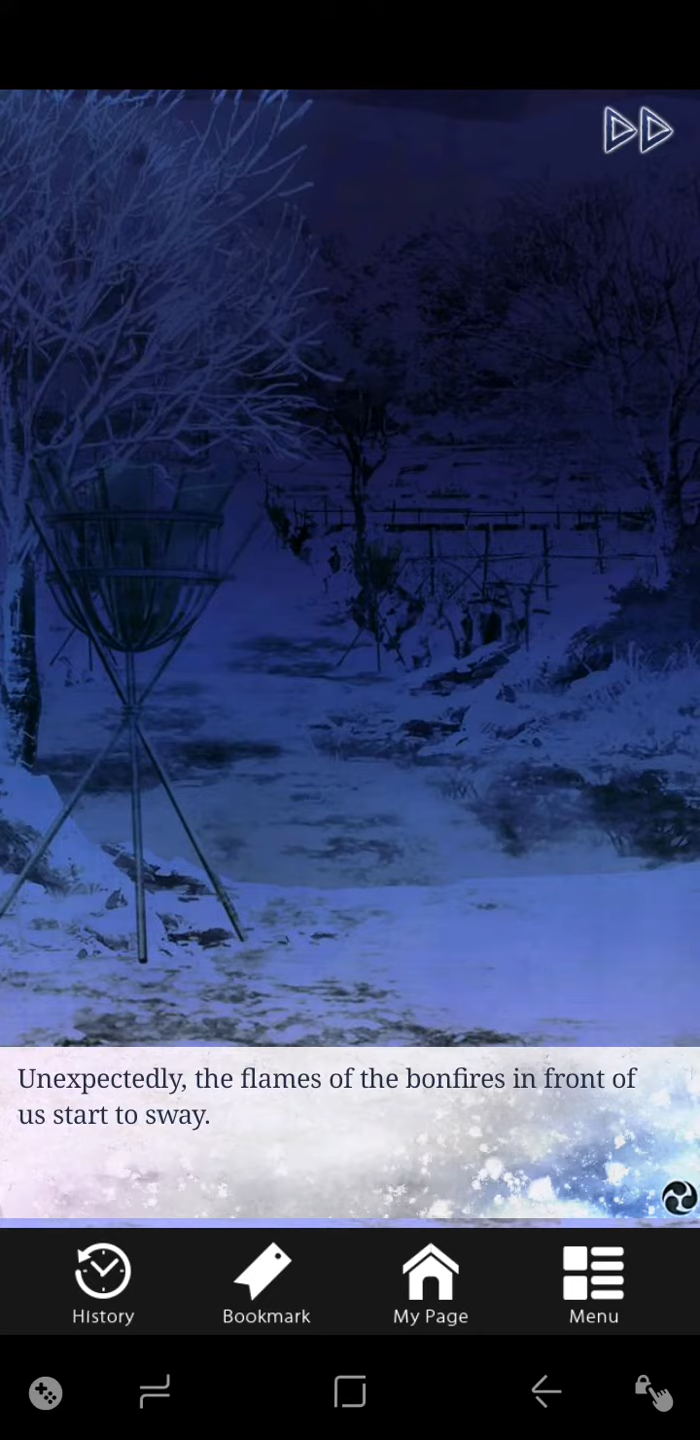 Unexpectedly, the flames of the bonfires in front of
us start to sway.
History
Bookmark
My Page
Menu